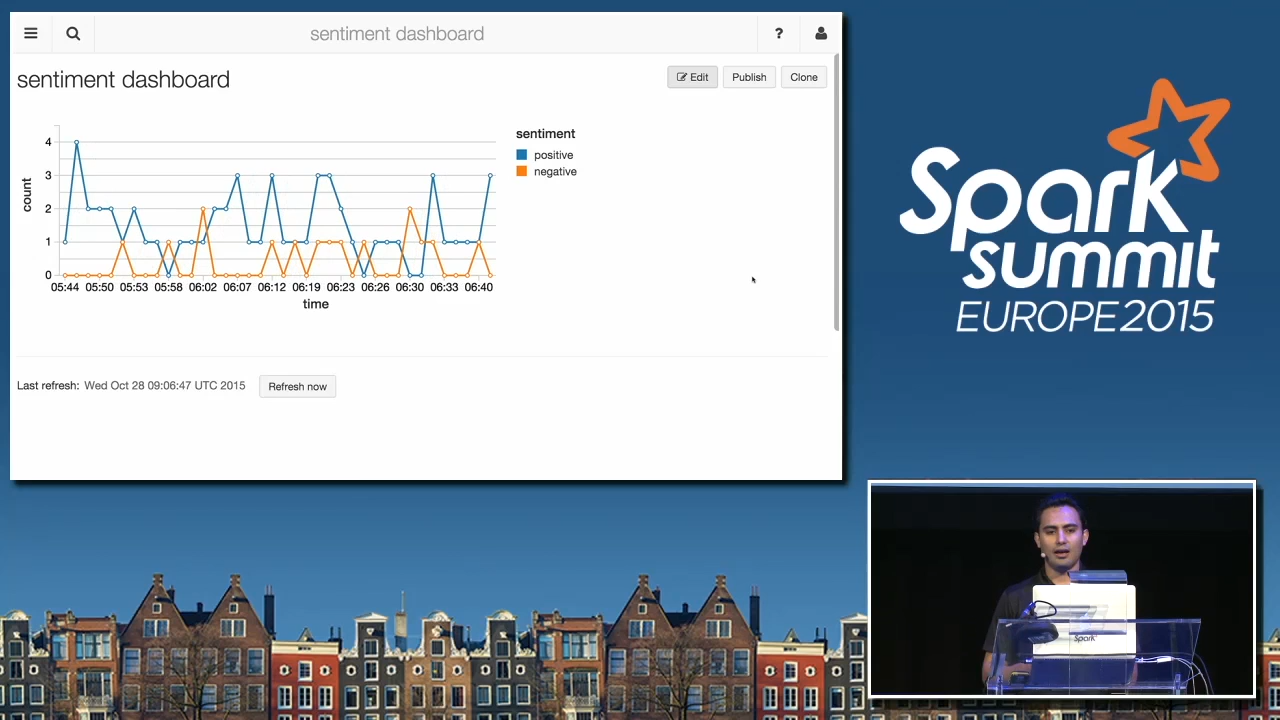 sentiment dashboard
?
sentiment dashboard
Edit
Publish
Clone
4
3
2
1
0
count
05:44 05:50 05:53 05:58 06:02 06:07 06:12 06:19 06:23 06:26 06:30 06:33 06:40
time
sentiment
positive
negative
Last refresh: Wed Oct 28 09:06:47 UTC 2015
Refresh now
Spark
summit
EUROPE 2015
Spark